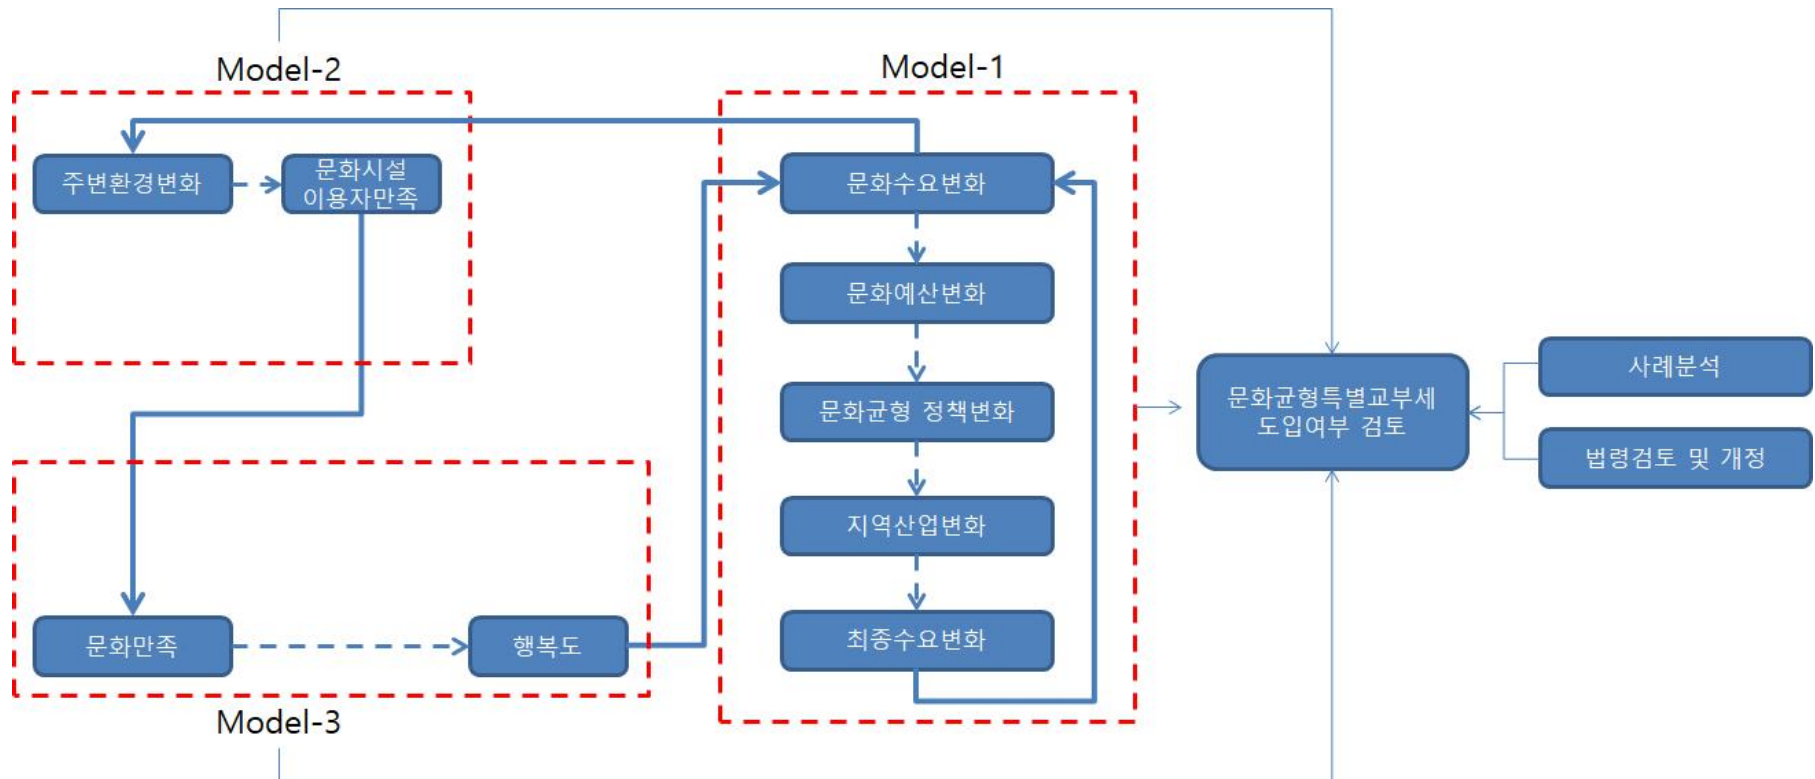 Model-2
주변환경변화
문화시설
이용자만족
Model-1
문화수요변화
문화예산변화
문화균형 정책변화
지역산업변화
최종수요변화
문화만족
행복도
Model-3
문화균형특별교부세
도입여부 검토
사례분석
법령검토 및 개정